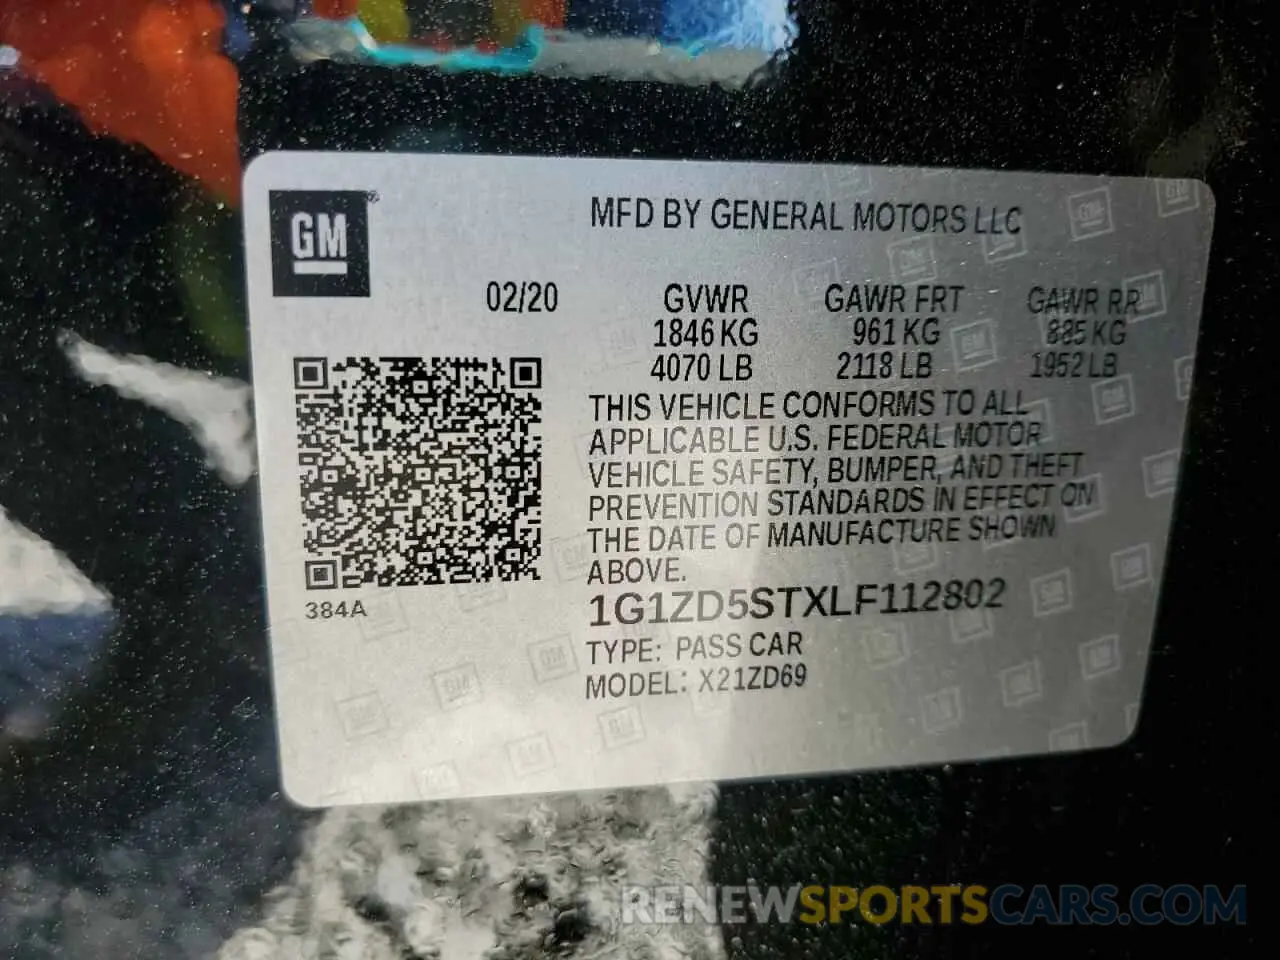 GM®
MFD BY GENERAL MOTORS LLC
02/20 GVWR GAWR FRT GAWR RR
1846 KG 961 KG 885 KG
4070 LB 2118 LB 1952 LB
THIS VEHICLE CONFORMS TO ALL
APPLICABLE U.S. FEDERAL MOTOR
VEHICLE SAFETY, BUMPER, AND THEFT
PREVENTION STANDARDS IN EFFECT ON
THE DATE OF MANUFACTURE SHOWN
ABOVE.
384A
1G1ZD5STXLF112802
TYPE: PASS CAR
MODEL: X21ZD69
RENEWSPORTSCARS.COM